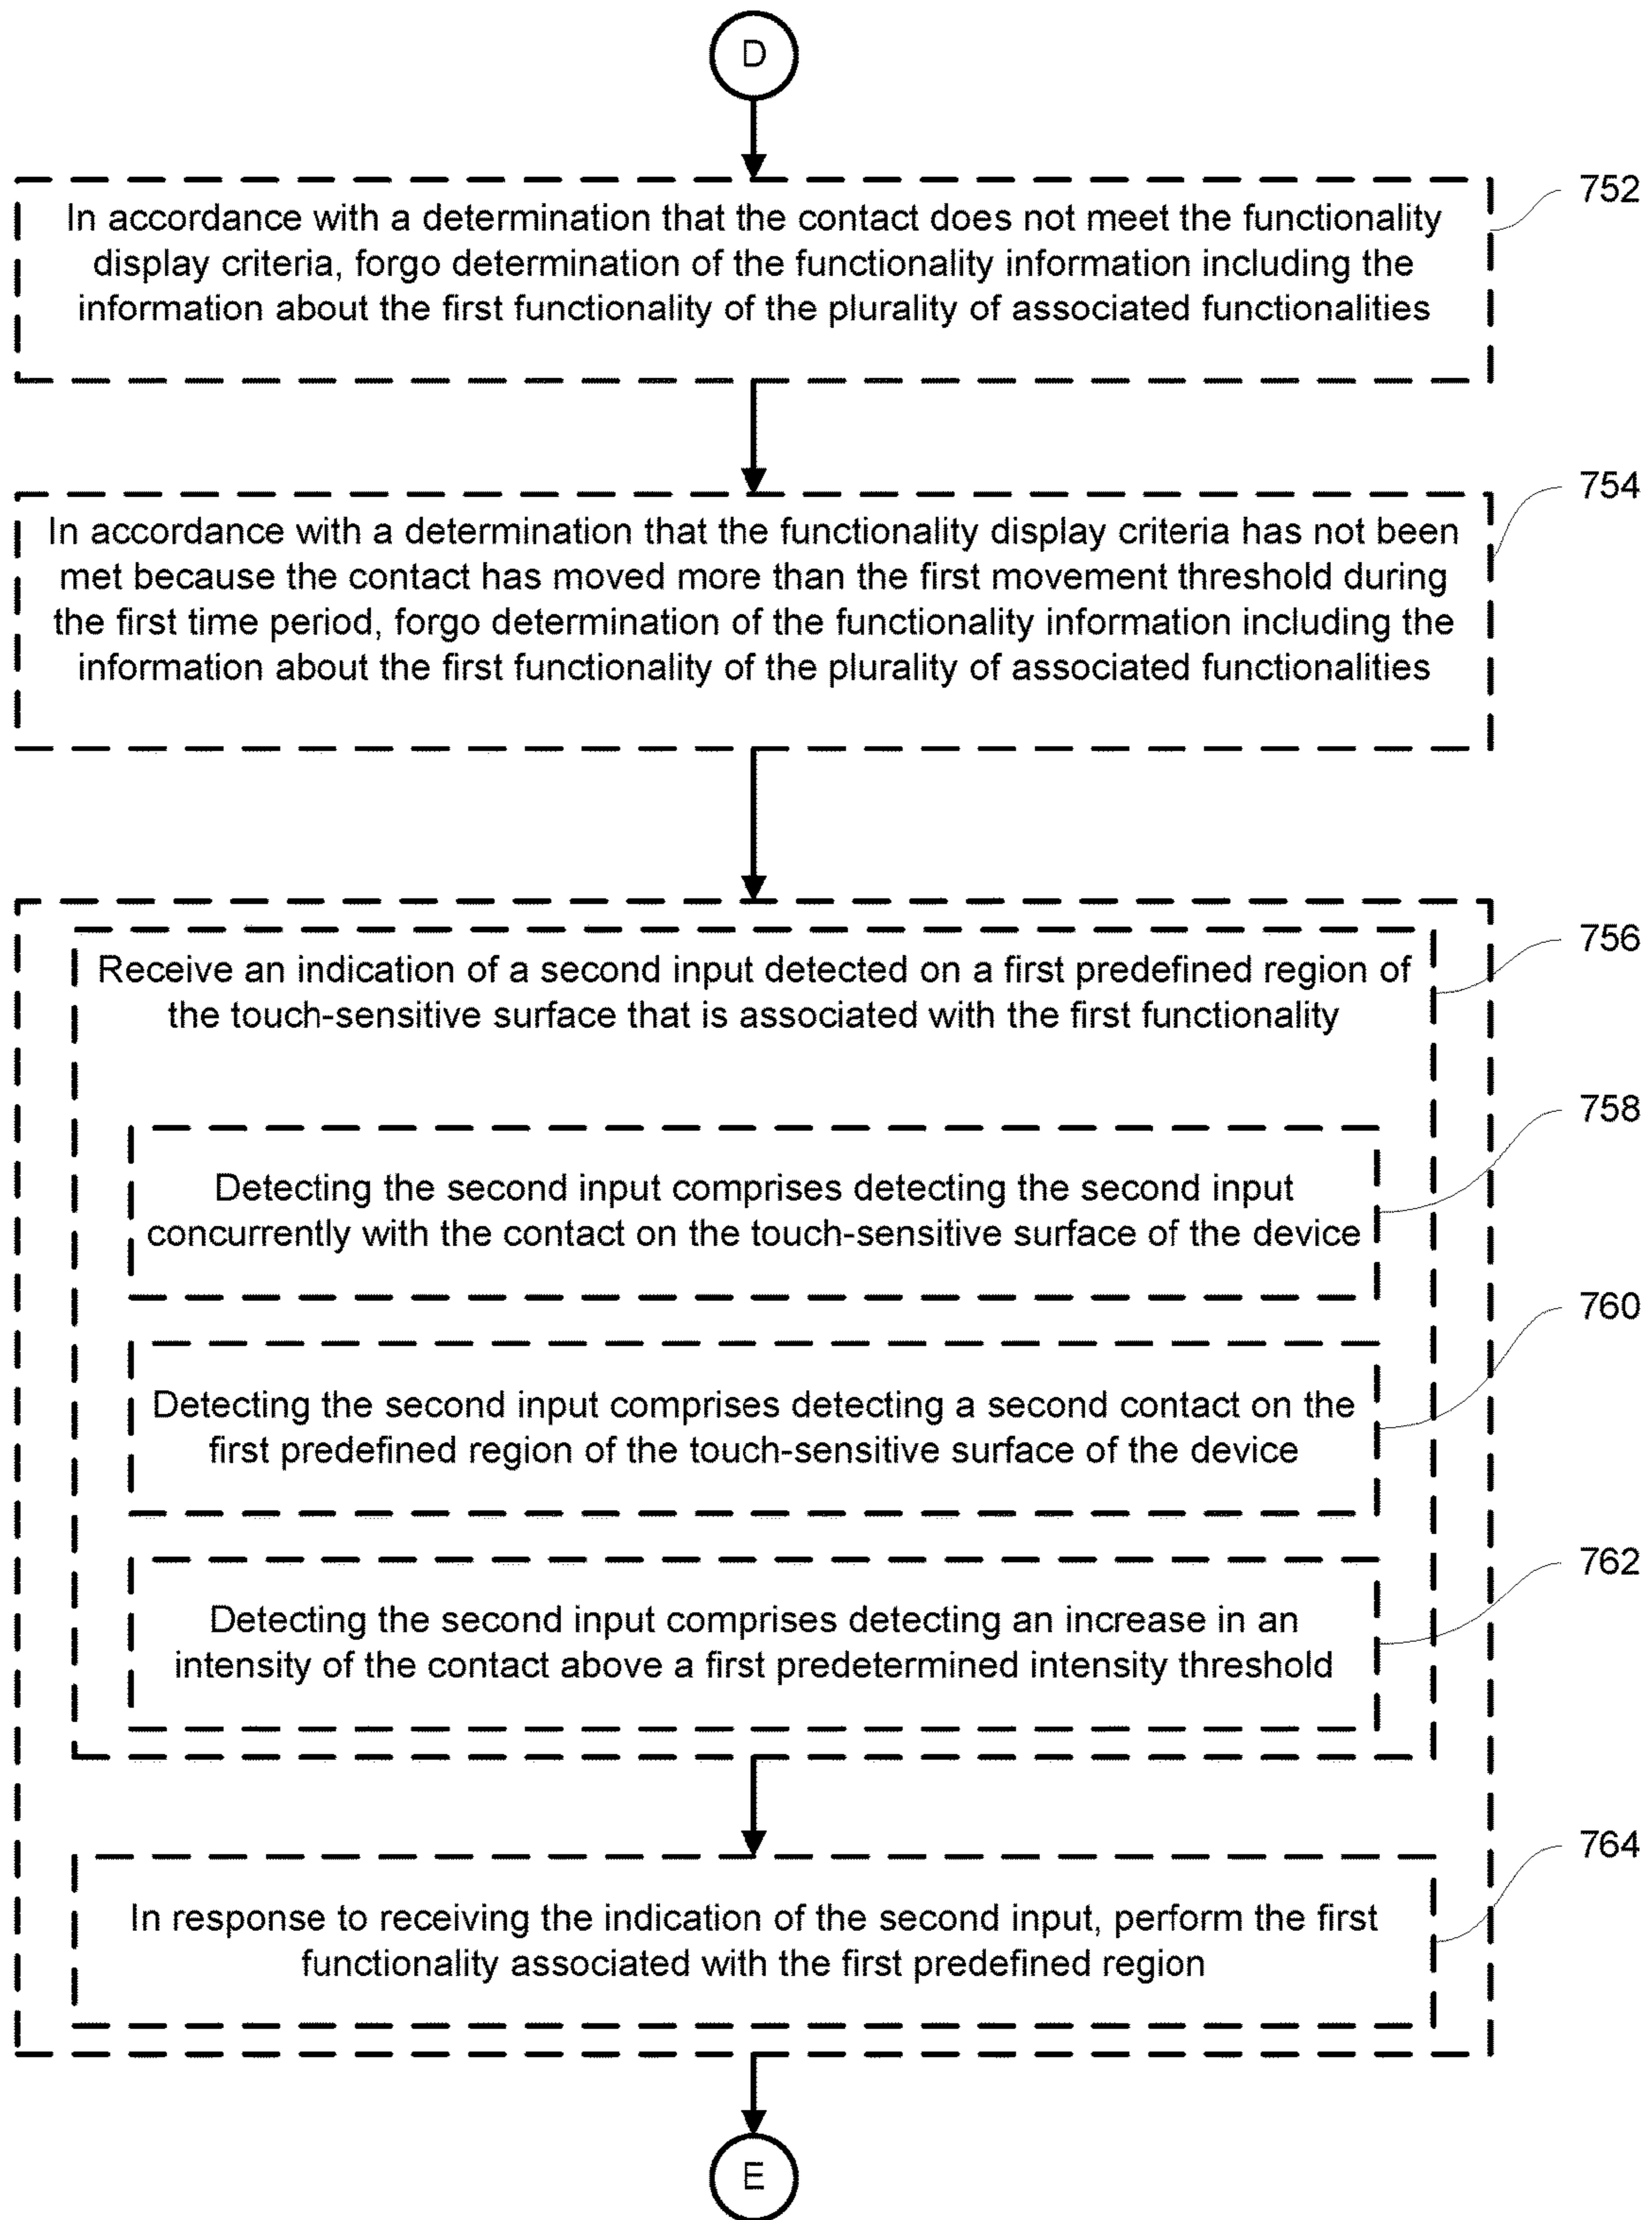 D
752
In accordance with a determination that the contact does not meet the functionality
display criteria, forgo determination of the functionality information including the
information about the first functionality of the plurality of associated functionalities
754
In accordance with a determination that the functionality display criteria has not been
met because the contact has moved more than the first movement threshold during
the first time period, forgo determination of the functionality information including the
information about the first functionality of the plurality of associated functionalities
756
Receive an indication of a second input detected on a first predefined region of
the touch-sensitive surface that is associated with the first functionality
758
Detecting the second input comprises detecting the second input
concurrently with the contact on the touch-sensitive surface of the device
760
Detecting the second input comprises detecting a second contact on the
first predefined region of the touch-sensitive surface of the device
762
Detecting the second input comprises detecting an increase in an
intensity of the contact above a first predetermined intensity threshold
764
In response to receiving the indication of the second input, perform the first
functionality associated with the first predefined region
E